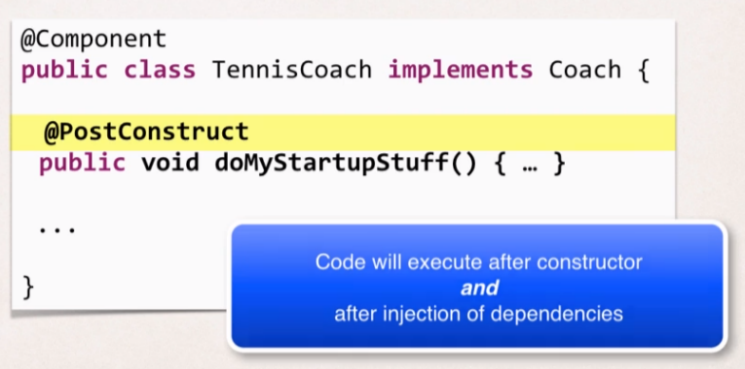 @Component
public class TennisCoach implements Coach {
@PostConstruct
public void doMyStartupStuff() { … }
...
}
Code will execute after constructor
and
after injection of dependencies